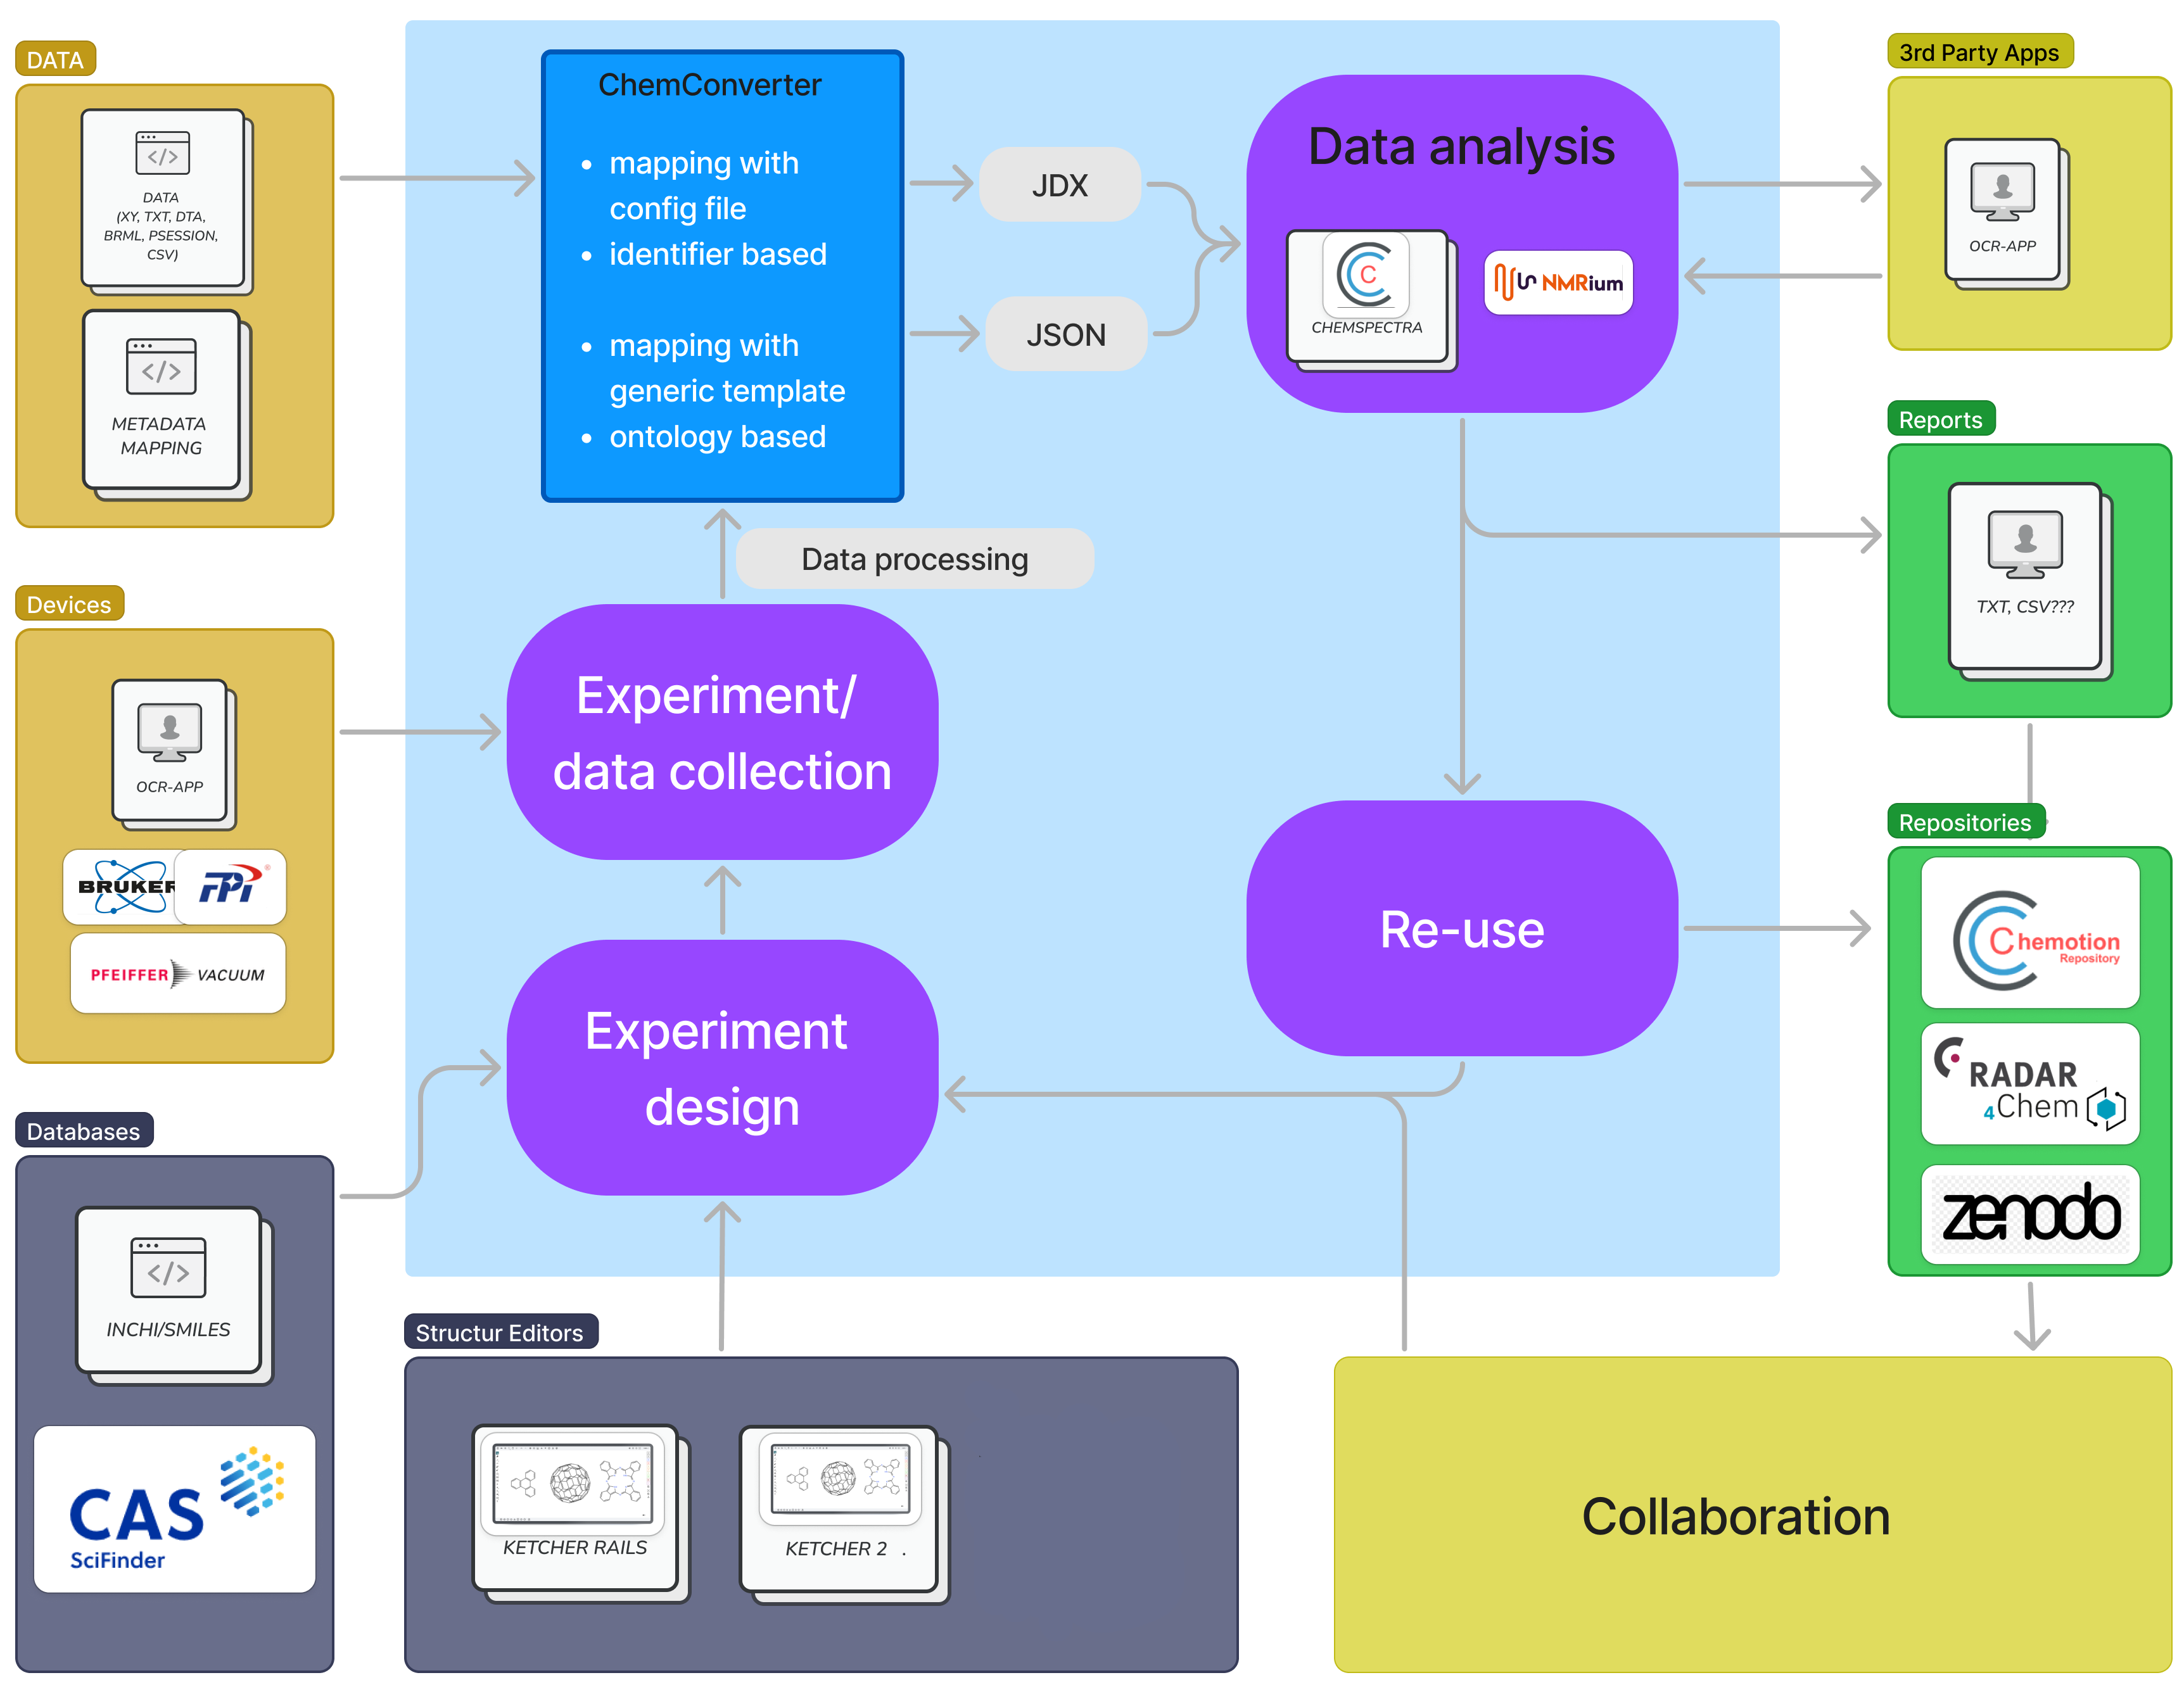 DATA
DATA
(XY, TXT, DTA,
BRML, PSESSION,
CSV)
METADATA
MAPPING
Devices
OCR-APP
BRUKER
FPI
PFEIFFER VACUUM
Databases
INCHI/SMILES
CAS
SciFinder
ChemConverter
• mapping with
config file
• identifier based
• mapping with
generic template
• ontology based
JDX
JSON
Data processing
Experiment/
data collection
Experiment
design
Structur Editors
KETCHER RAILS
KETCHER 2 .
Data analysis
C
CHEMSPECTRA
NMRium
Re-use
3rd Party Apps
OCR-APP
Reports
TXT, CSV???
Repositories
Chemotion
Repository
RADAR
4Chem
zenodo
Collaboration